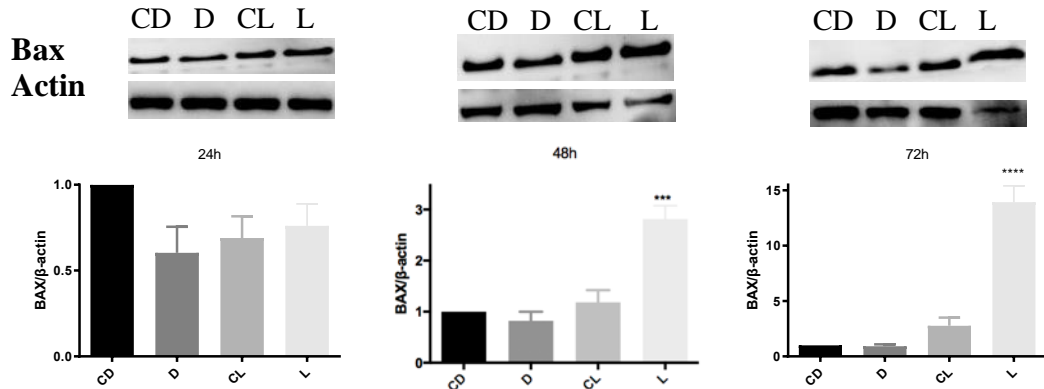 CD D CL L
CD D CL L
CD D CL L
Bax
Actin
24h
48h
72h
BAX/β-actin
1.0
0.5
0.0
CD D CL L
BAX/β-actin
3
2
1
0
***
CD D CL L
BAX/β-actin
15
10
5
0
****
CD D CL L